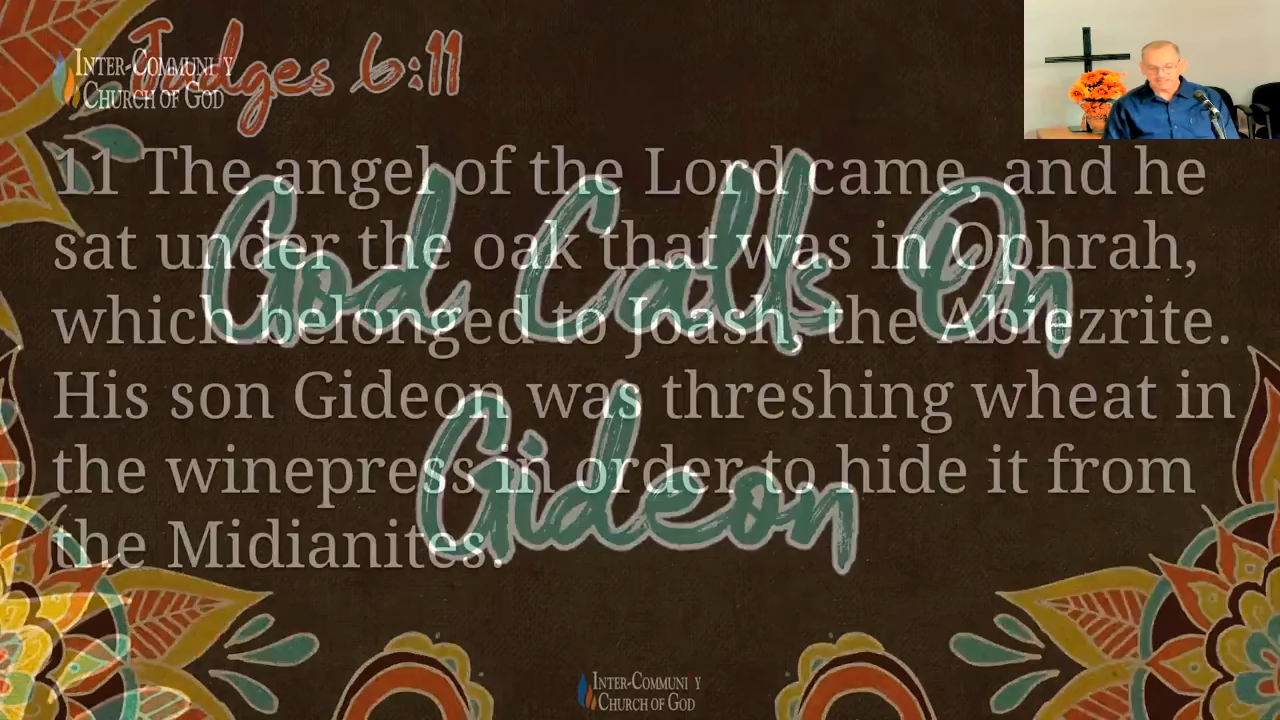 Judges 6:11
INTER-COMMUNITY
CHURCH OF GOD
11 The angel of the Lord came, and he
sat under the oak that was in Ophrah,
which belonged to Joash, the Abiezrite.
His son Gideon was threshing wheat in
the winepress in order to hide it from
the Midianites.
God Calls On
Gideon
INTER-COMMUNITY
CHURCH OF GOD